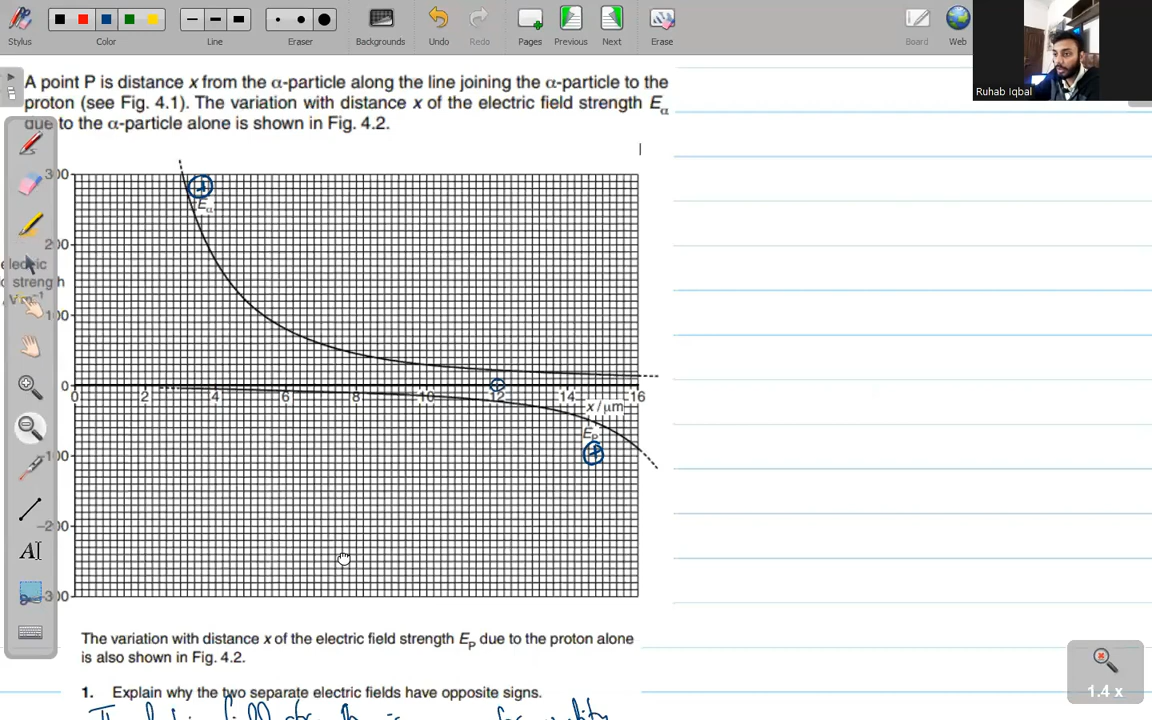 Stylus Color Line Eraser Backgrounds Undo Redo Pages Previous Next Erase Board Web
Ruhab Iqbal
A point P is distance x from the α-particle along the line joining the α-particle to the
proton (see Fig. 4.1). The variation with distance x of the electric field strength Eα
due to the α-particle alone is shown in Fig. 4.2.
300
Eα
200
electric
strength
V m⁻¹
100
0
0 2 4 6 8 10 12 14 16
x / μm
EP
–100
–200
–300
The variation with distance x of the electric field strength EP due to the proton alone
is also shown in Fig. 4.2.
1. Explain why the two separate electric fields have opposite signs.
1.4 x